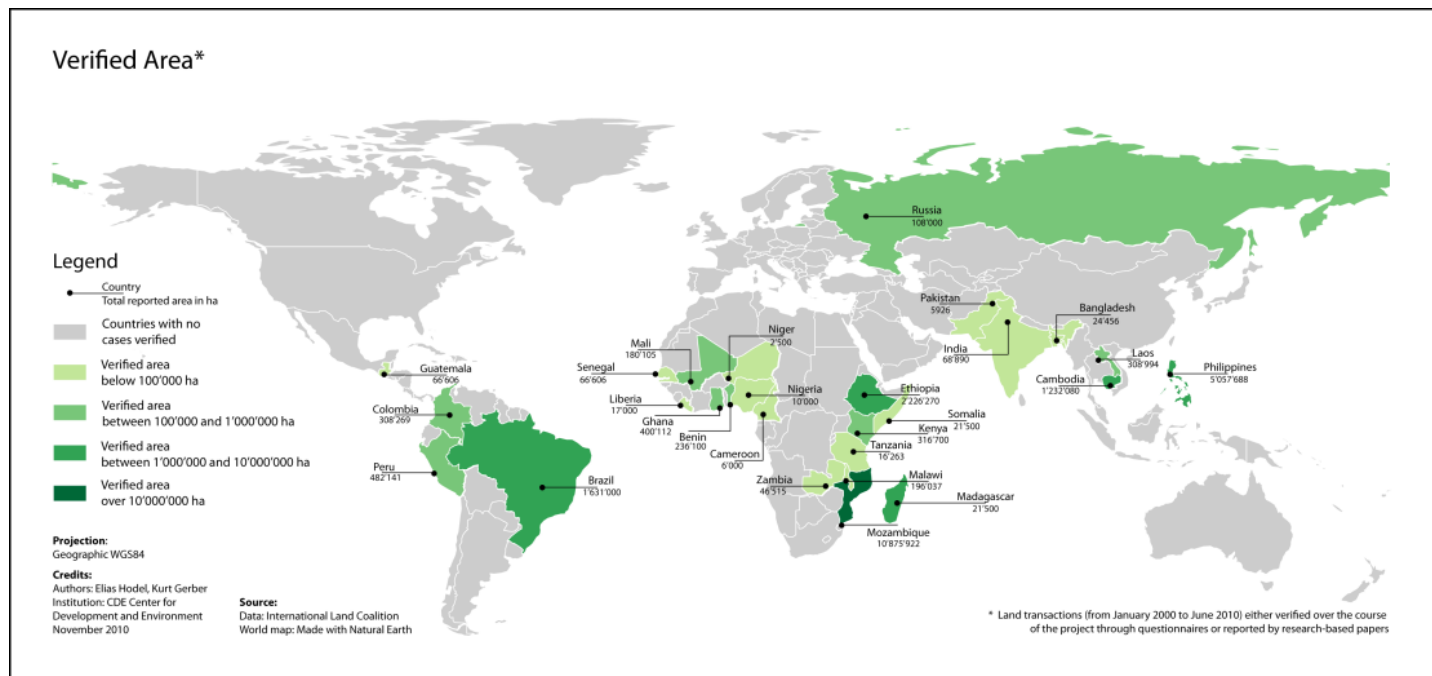 Verified Area*
Legend
Country
Total reported area in ha
Countries with no
cases verified
Verified area
below 100'000 ha
Verified area
between 100'000 and 1'000'000 ha
Verified area
between 1'000'000 and 10'000'000 ha
Verified area
over 10'000'000 ha
Projection:
Geographic WGS84
Credits:
Authors: Elias Hodel, Kurt Gerber
Institution: CDE Center for
Development and Environment
November 2010
Source:
Data: International Land Coalition
World map: Made with Natural Earth
Guatemala
66'606
Colombia
308'269
Peru
482'141
Brazil
1'631'000
Senegal
66'606
Mali
180'105
Niger
2'500
Liberia
17'000
Ghana
400'112
Benin
236'100
Nigeria
10'000
Cameroon
6'000
Zambia
46'515
Ethiopia
2'226'270
Somalia
21'500
Kenya
316'700
Tanzania
16'263
Malawi
196'037
Madagascar
21'500
Mozambique
10'875'922
Russia
108'000
Pakistan
5926
India
68'890
Bangladesh
24'456
Laos
308'994
Cambodia
1'232'080
Philippines
5'057'688
* Land transactions (from January 2000 to June 2010) either verified over the course
of the project through questionnaires or reported by research-based papers